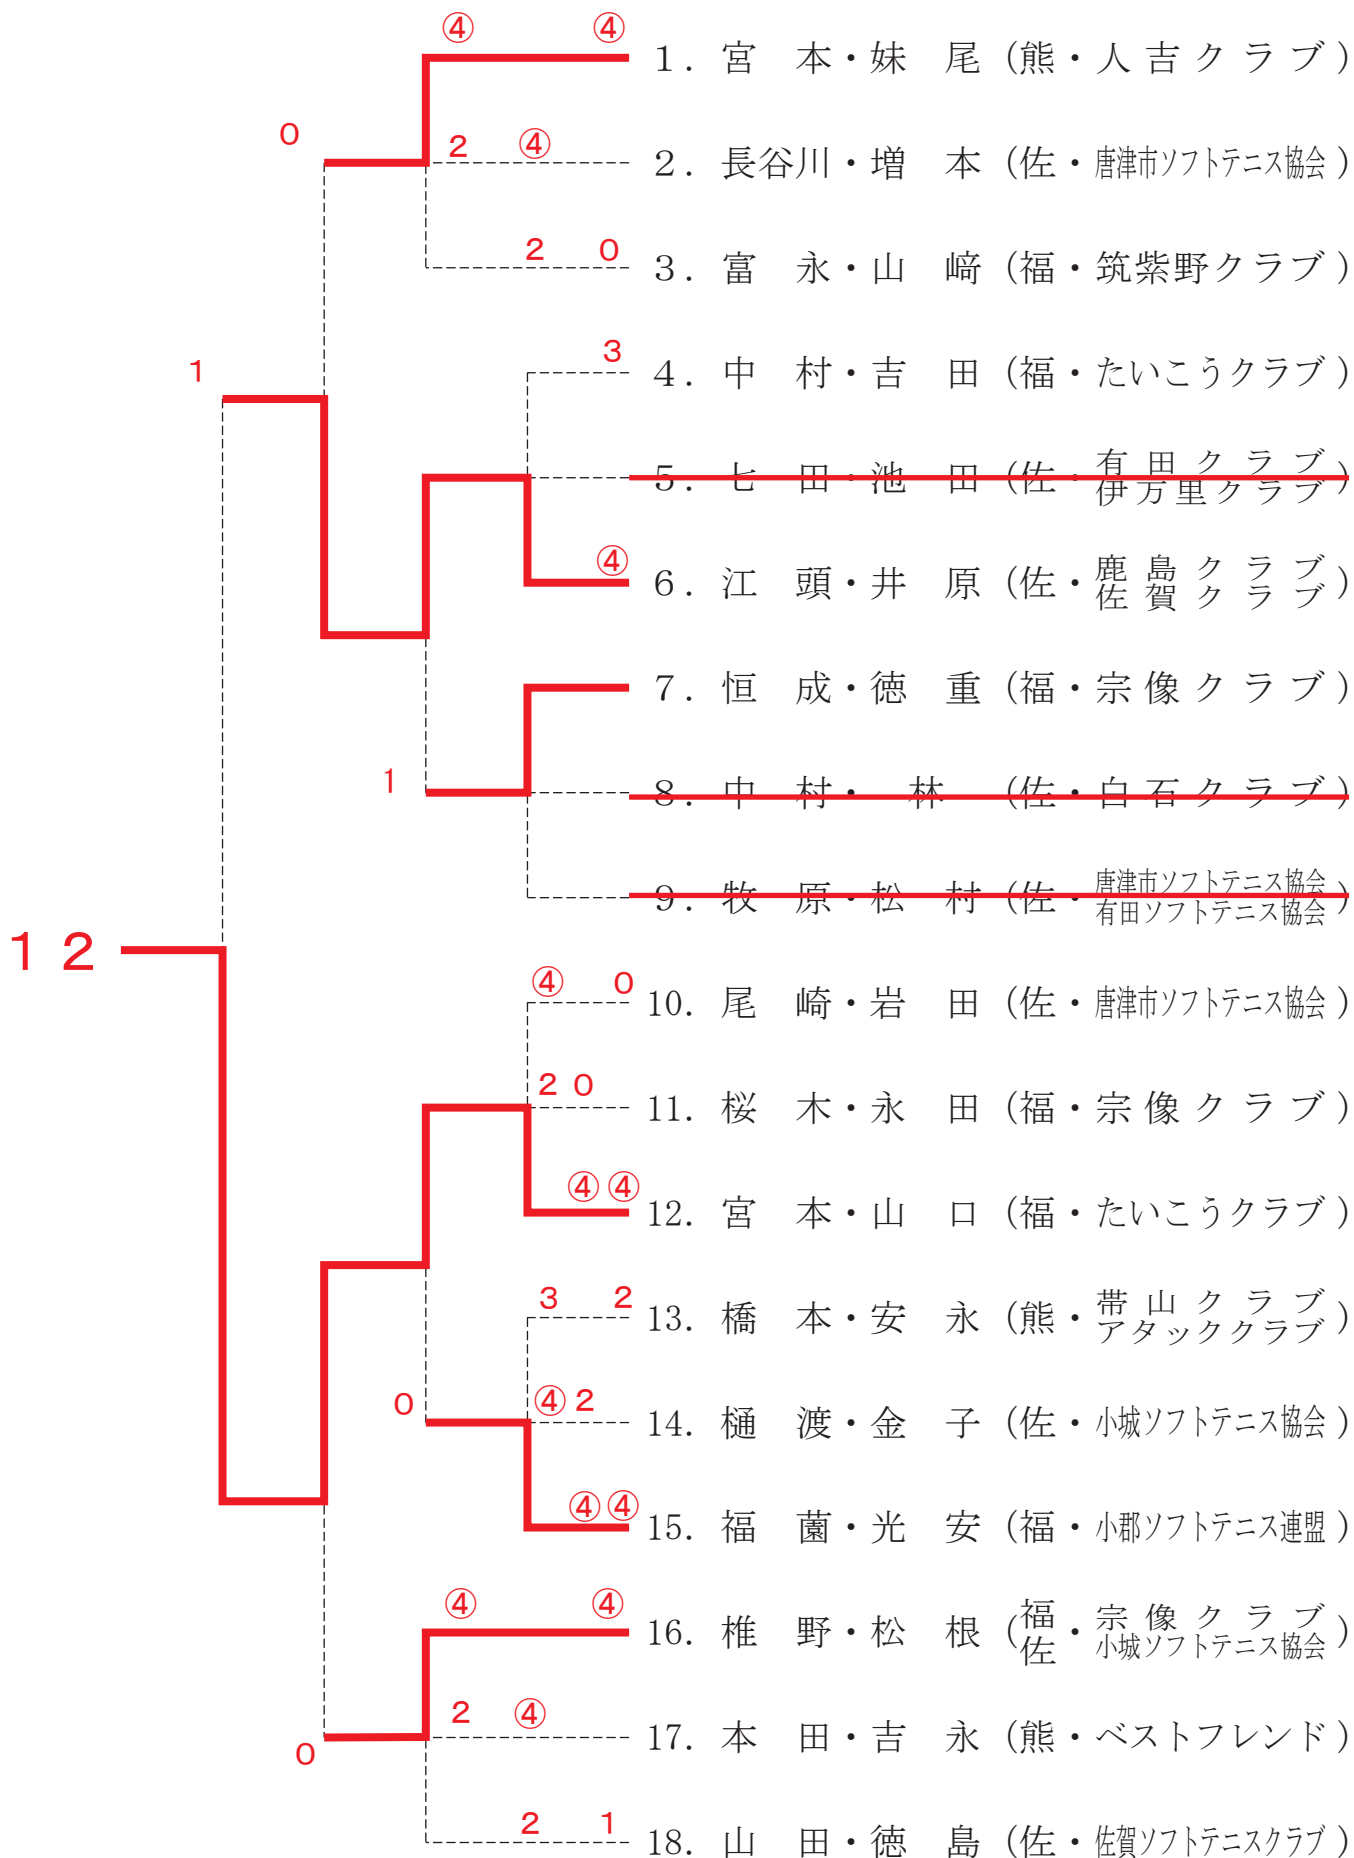 ④ ④
1. 宮 本・妹 尾 (熊・人吉クラブ)
0
2 ④
2. 長谷川・増 本 (佐・唐津市ソフトテニス協会)
2 0
3. 富 永・山 﨑 (福・筑紫野クラブ)
3
4. 中 村・吉 田 (福・たいこうクラブ)
1
5. 七 田・池 田 (佐・有田クラブ
伊万里クラブ)
④
6. 江 頭・井 原 (佐・鹿島クラブ
佐賀クラブ)
7. 恒 成・徳 重 (福・宗像クラブ)
1
8. 中 村・ 林 (佐・白石クラブ)
9. 牧 原・松 村 (佐・唐津市ソフトテニス協会
有田ソフトテニス協会)
12
④ 0
10. 尾 崎・岩 田 (佐・唐津市ソフトテニス協会)
2 0
11. 桜 木・永 田 (福・宗像クラブ)
④ ④
12. 宮 本・山 口 (福・たいこうクラブ)
3 2
13. 橋 本・安 永 (熊・帯山クラブ
アタッククラブ)
0
④ 2
14. 樋 渡・金 子 (佐・小城ソフトテニス協会)
④ ④
15. 福 薗・光 安 (福・小郡ソフトテニス連盟)
④ ④
16. 椎 野・松 根 (福・宗像クラブ
佐・小城ソフトテニス協会)
2 ④
17. 本 田・吉 永 (熊・ベストフレンド)
0
2 1
18. 山 田・徳 島 (佐・佐賀ソフトテニスクラブ)